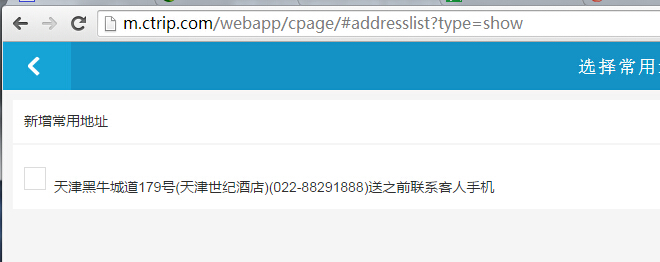 m.ctrip.com/webapp/cpage/#addresslist?type=show
选择常用
新增常用地址
天津黑牛城道179号(天津世纪酒店)(022-88291888)送之前联系客人手机